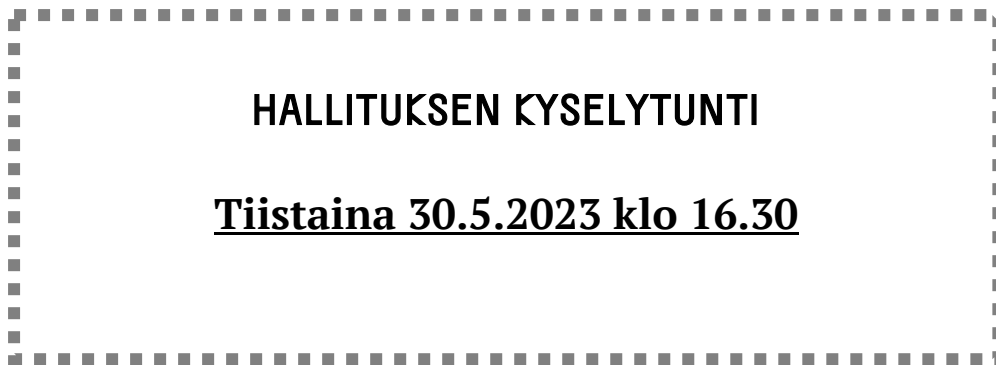 HALLITUKSEN KYSELYTUNTI
Tiistaina 30.5.2023 klo 16.30